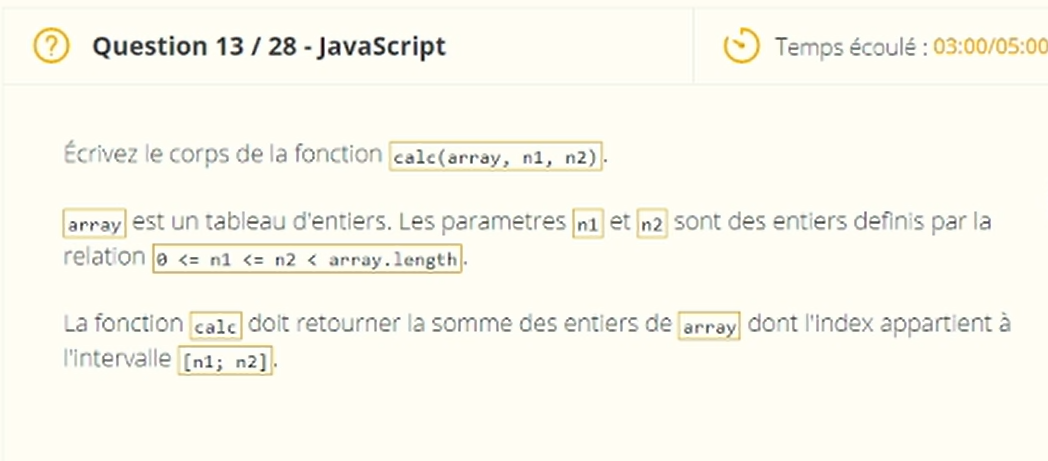 Question 13 / 28 - JavaScript
Temps écoulé : 03:00/05:00
Écrivez le corps de la fonction calc(array, n1, n2).
array est un tableau d'entiers. Les parametres n1 et n2 sont des entiers definis par la
relation 0 <= n1 <= n2 < array.length.
La fonction calc doit retourner la somme des entiers de array dont l'index appartient à
l'intervalle [n1; n2].